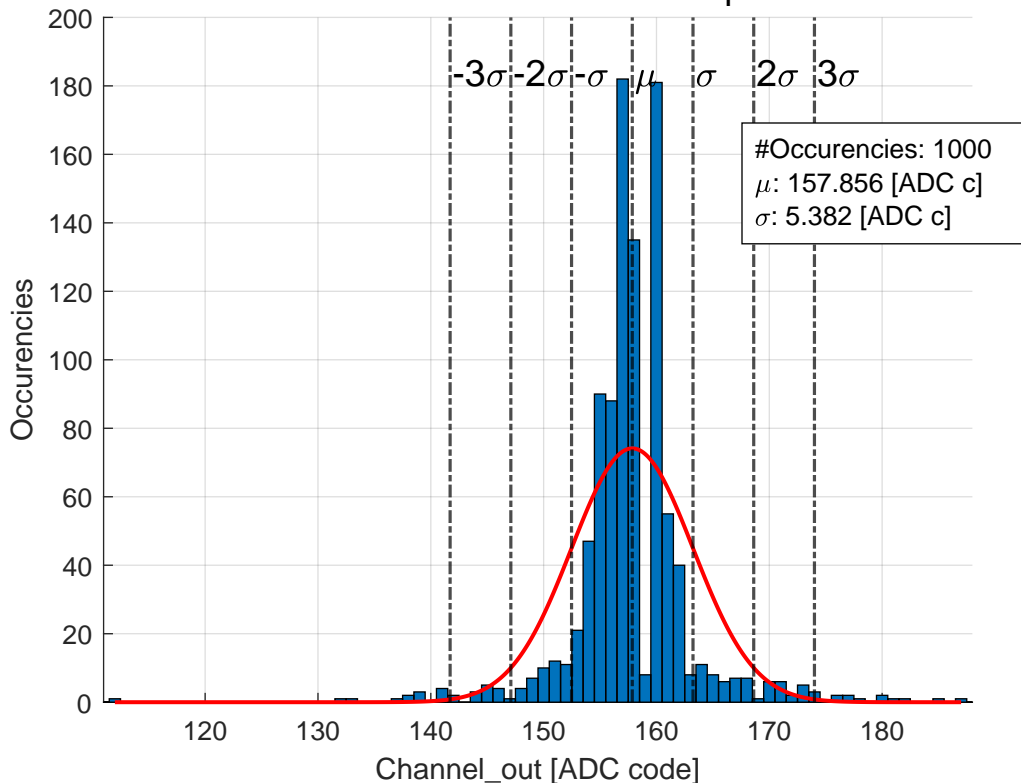 200
180
160
140
120
100
80
60
40
20
0
Occurencies
-3σ -2σ -σ μ σ 2σ 3σ
#Occurencies: 1000
μ: 157.856 [ADC c]
σ: 5.382 [ADC c]
120 130 140 150 160 170 180
Channel_out [ADC code]